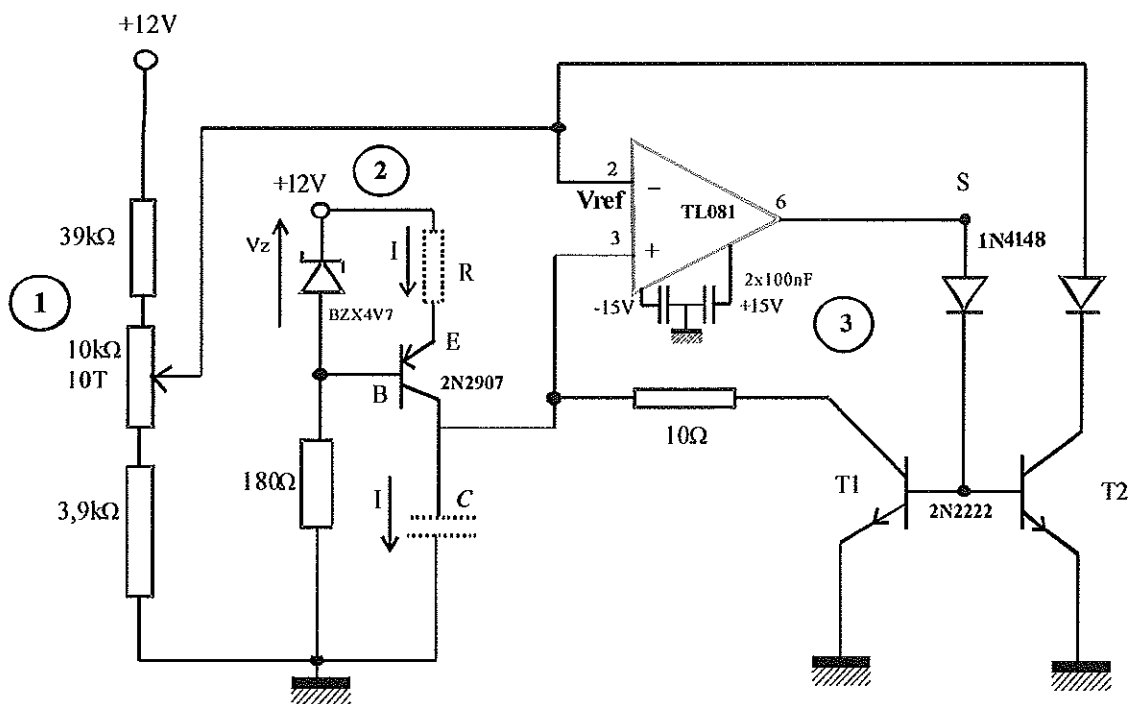 +12V
39kΩ
1
10kΩ
10T
3,9kΩ
2
+12V
Vz
I
R
BZX4V7
E
B
2N2907
180Ω
I
C
2
Vref
3
−
+
TL081
6
S
-15V
2x100nF
+15V
3
1N4148
10Ω
T1
2N2222
T2